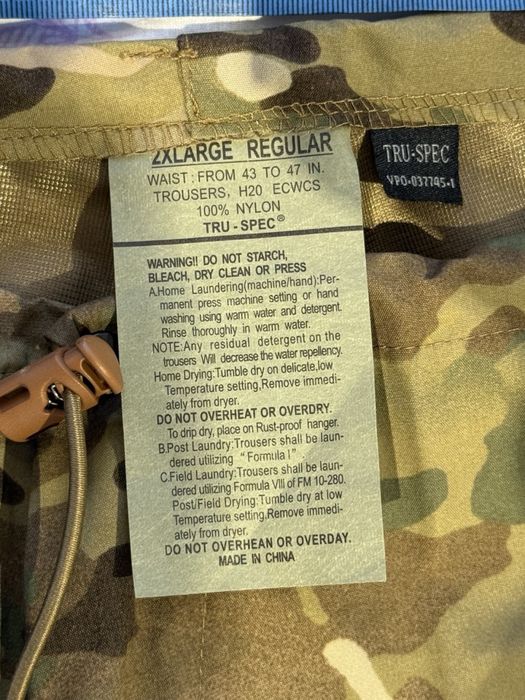 2XLARGE REGULAR
WAIST: FROM 43 TO 47 IN.
TROUSERS, H20 ECWCS
100% NYLON
TRU-SPEC®
WARNING!! DO NOT STARCH,
BLEACH, DRY CLEAN OR PRESS
A.Home Laundering(machine/hand):Per-
manent press machine setting or hand
washing using warm water and detergent.
Rinse thoroughly in warm water.
NOTE:Any residual detergent on the
trousers Will decrease the water repellency.
Home Drying:Tumble dry on delicate,low
Temperature setting,Remove immedi-
ately from dryer.
DO NOT OVERHEAT OR OVERDRY.
To drip dry, place on Rust-proof hanger.
B.Post Laundry:Trousers shall be laun-
dered utilizing “Formula I”
C.Field Laundry:Trousers shall be laun-
dered utilizing Formula VIII of FM 10-280.
Post/Field Drying:Tumble dry at low
Temperature setting,Remove immedi-
ately from dryer.
DO NOT OVERHEAN OR OVERDAY.
MADE IN CHINA
TRU-SPEC
VPO-037745-1